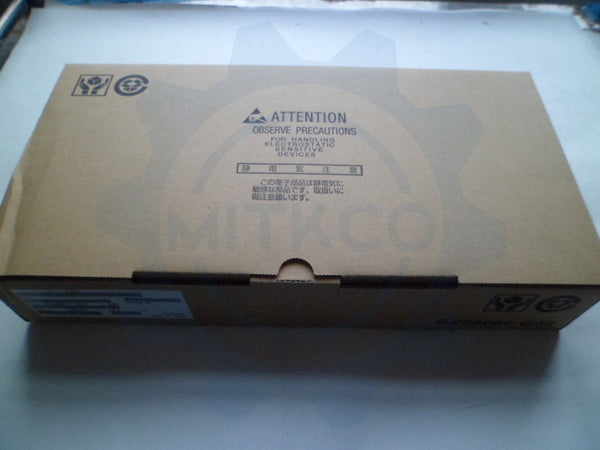 ATTENTION
OBSERVE PRECAUTIONS
FOR HANDLING
ELECTROSTATIC
SENSITIVE
DEVICES
静電気注意
この電子部品は静電気に
敏感な部品です、取扱いに
御注意願います。
MITKCO
G205060 G02